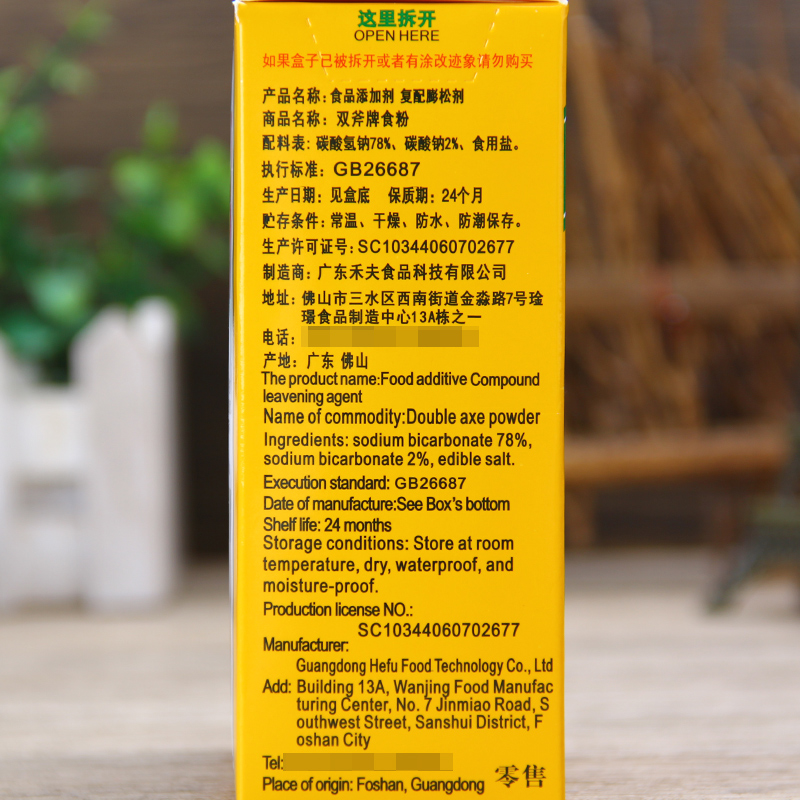 这里拆开
OPEN HERE
如果盒子已被拆开或者有涂改迹象请勿购买
产品名称:食品添加剂 复配膨松剂
商品名称:双斧牌食粉
配料表:碳酸氢钠78%、碳酸钠2%、食用盐。
执行标准:GB26687
生产日期:见盒底 保质期:24个月
贮存条件:常温、干燥、防水、防潮保存。
生产许可证号:SC10344060702677
制造商:广东禾夫食品科技有限公司
地址:佛山市三水区西南街道金淼路7号琻
璟食品制造中心13A栋之一
电话:
产地:广东 佛山
The product name:Food additive Compound
leavening agent
Name of commodity:Double axe powder
Ingredients: sodium bicarbonate 78%,
sodium bicarbonate 2%, edible salt.
Execution standard: GB26687
Date of manufacture:See Box's bottom
Shelf life: 24 months
Storage conditions: Store at room
temperature, dry, waterproof, and
moisture-proof.
Production license NO.:
SC10344060702677
Manufacturer:
Guangdong Hefu Food Technology Co., Ltd
Add: Building 13A, Wanjing Food Manufac
turing Center, No. 7 Jinmiao Road, S
outhwest Street, Sanshui District, F
oshan City
Tel:
Place of origin: Foshan, Guangdong
零售